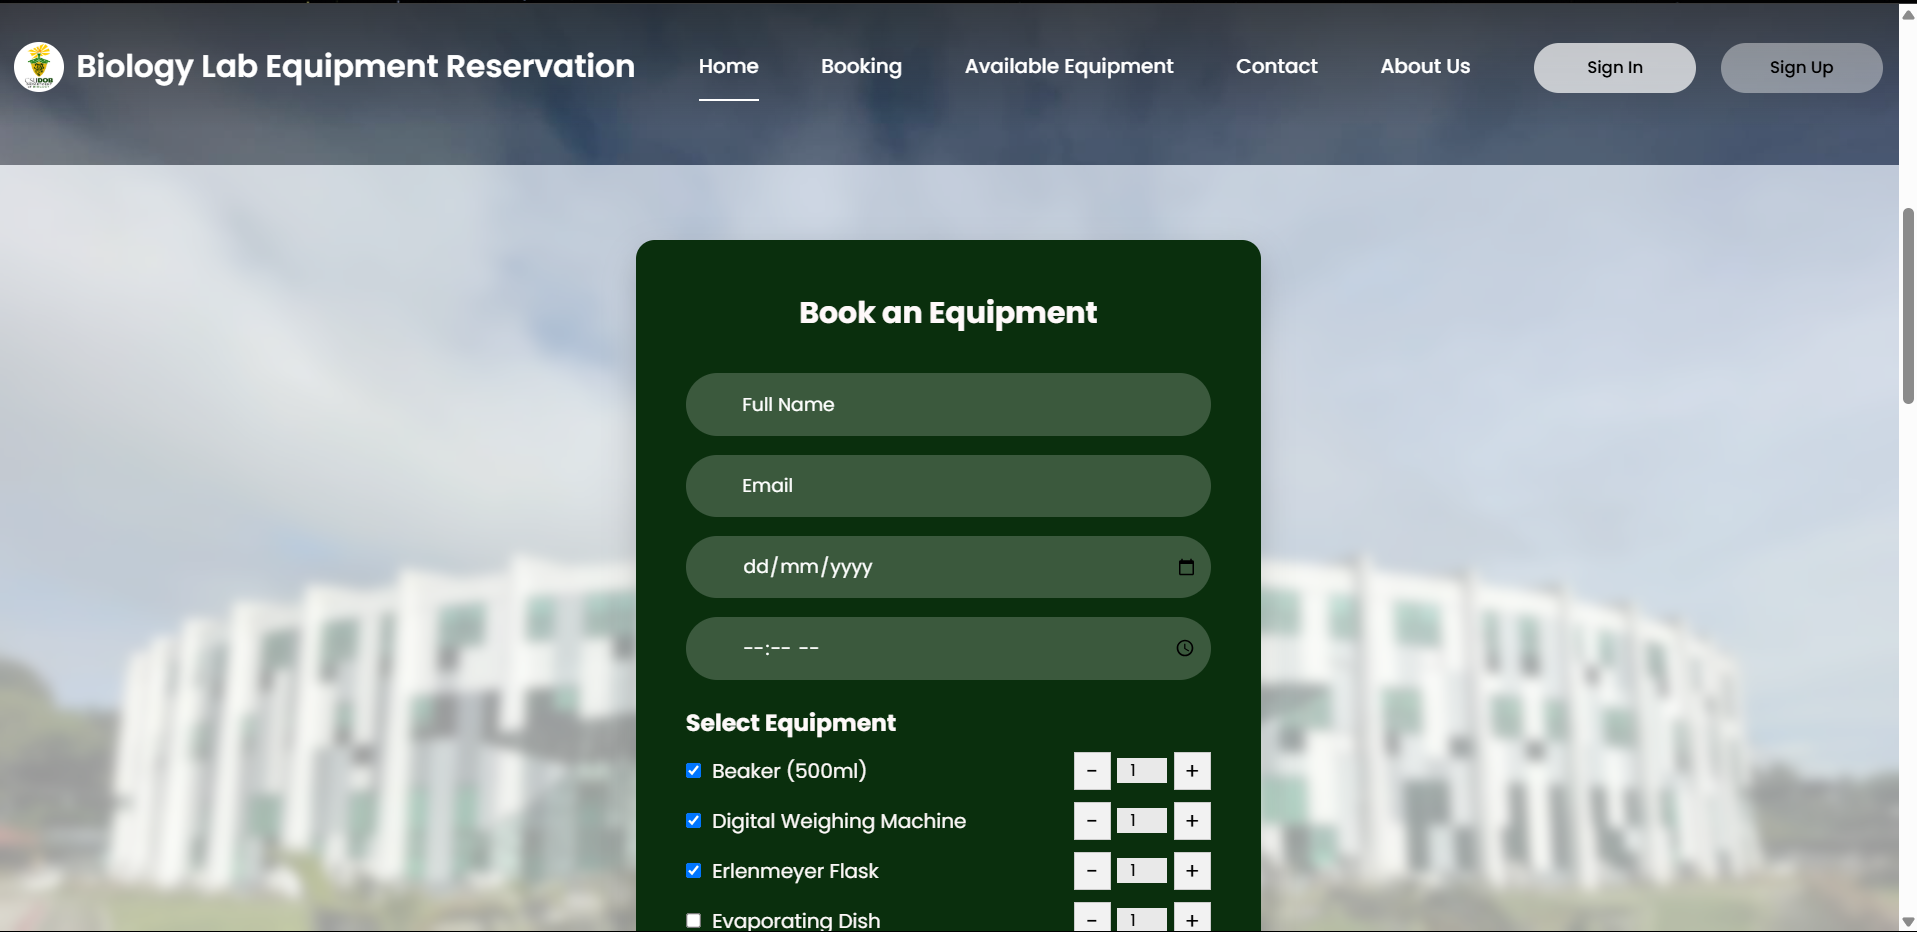 Biology Lab Equipment Reservation
Home
Booking
Available Equipment
Contact
About Us
Sign In
Sign Up
Book an Equipment
Full Name
Email
dd/mm/yyyy
--:-- --
Select Equipment
Beaker (500ml) - 1 +
Digital Weighing Machine - 1 +
Erlenmeyer Flask - 1 +
Evaporating Dish - 1 +